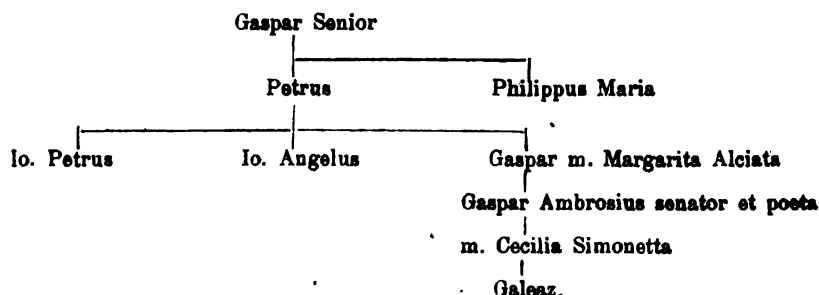 Gaspar Senior
Petrus Philippus Maria
Io. Petrus Io. Angelus Gaspar m. Margarita Alciata
Gaspar Ambrosius senator et poeta
m. Cecilia Simonetta
Galeaz.